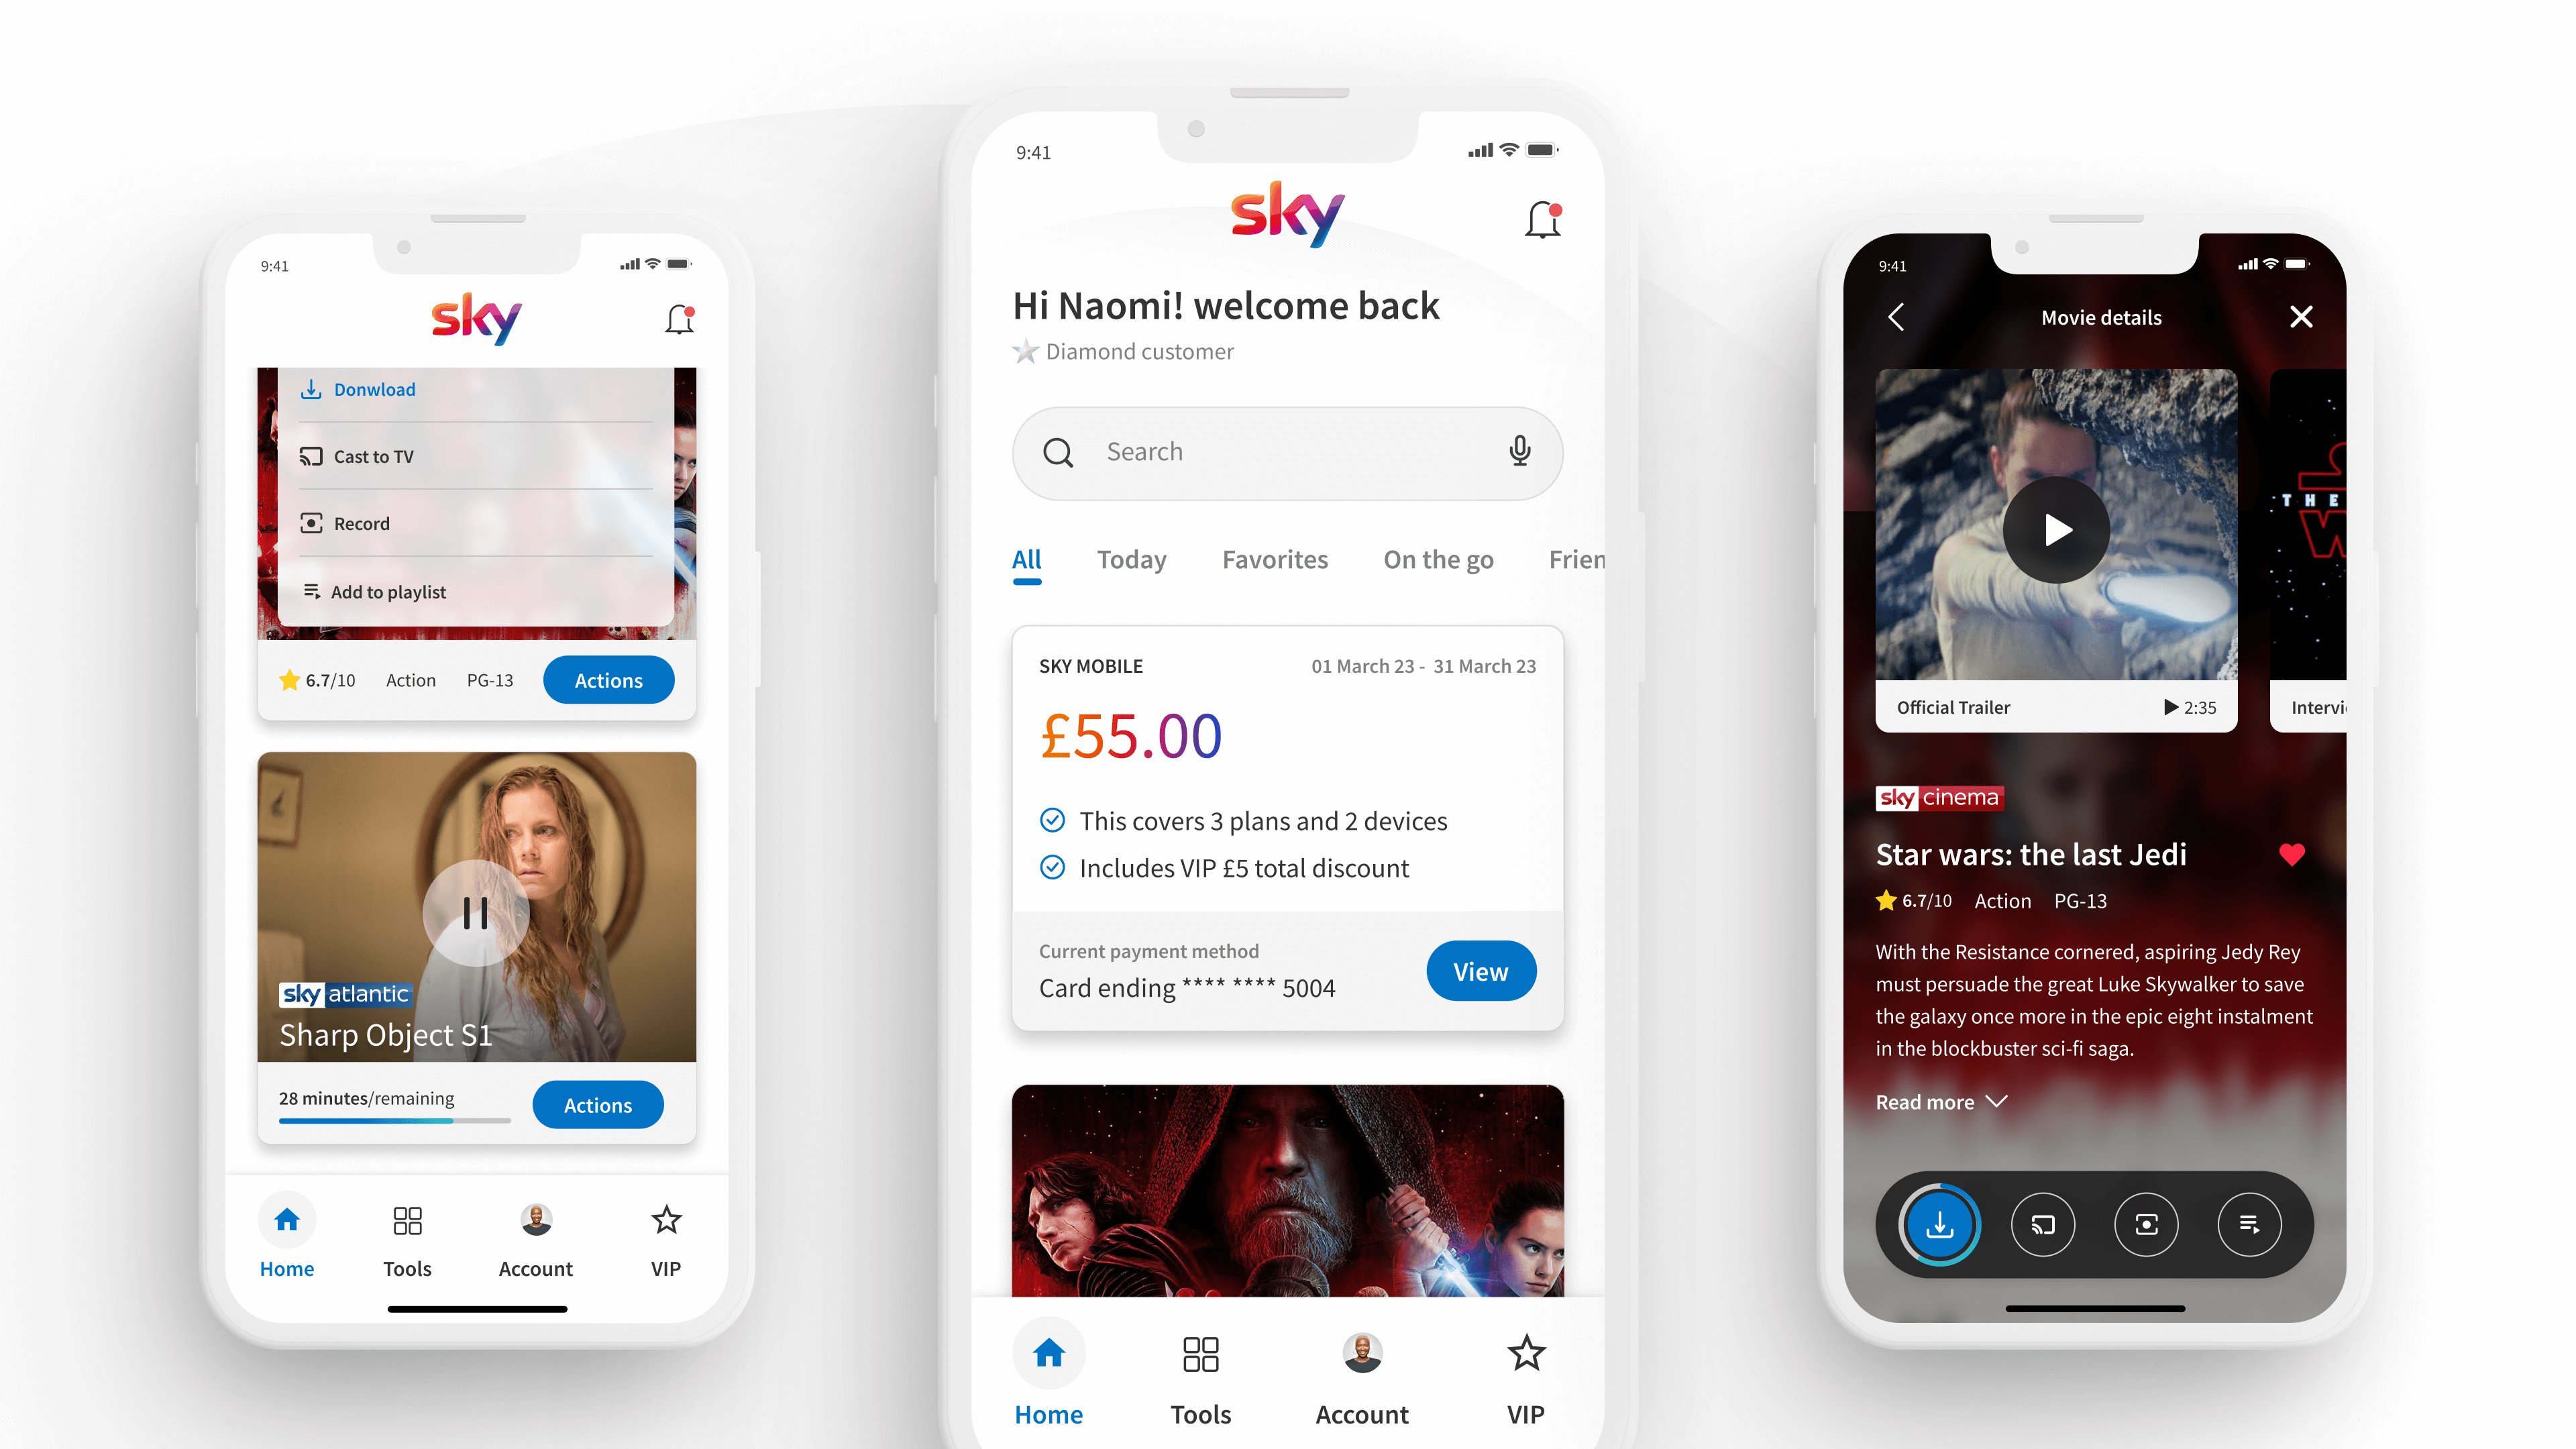 9:41
sky
Donwload
Cast to TV
Record
Add to playlist
6.7/10 Action PG-13 Actions
sky atlantic
Sharp Object S1
28 minutes/remaining Actions
Home Tools Account VIP
9:41
sky
Hi Naomi! welcome back
Diamond customer
Search
All Today Favorites On the go Frien
SKY MOBILE 01 March 23 - 31 March 23
£55.00
This covers 3 plans and 2 devices
Includes VIP £5 total discount
Current payment method
Card ending **** **** 5004
View
Home Tools Account VIP
9:41
Movie details
THE
W
Official Trailer 2:35 Intervi
sky cinema
Star wars: the last Jedi
6.7/10 Action PG-13
With the Resistance cornered, aspiring Jedy Rey
must persuade the great Luke Skywalker to save
the galaxy once more in the epic eight instalment
in the blockbuster sci-fi saga.
Read more